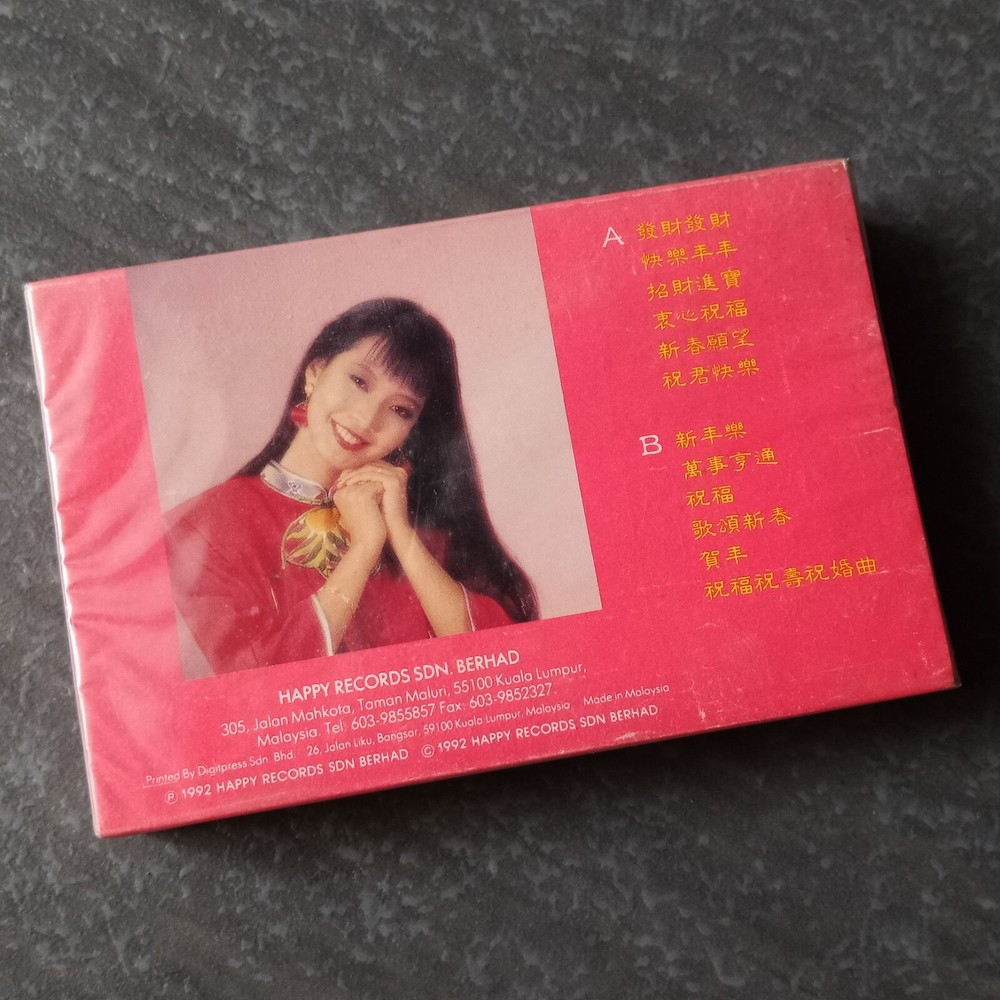 A 發財發財
快樂年年
招財進寶
衷心祝福
新春願望
祝君快樂
B 新年樂
萬事亨通
祝福
歌頌新春
賀年
祝福祝壽祝婚曲
HAPPY RECORDS SDN. BERHAD
305, Jalan Mahkota, Taman Maluri, 55100 Kuala Lumpur,
Malaysia. Tel: 603-9855857 Fax: 603-9852327.
Printed By Digitpress Sdn. Bhd. 26, Jalan Liku, Bangsar, 59100 Kuala Lumpur, Malaysia Made in Malaysia
Ⓟ 1992 HAPPY RECORDS SDN BERHAD © 1992 HAPPY RECORDS SDN BERHAD